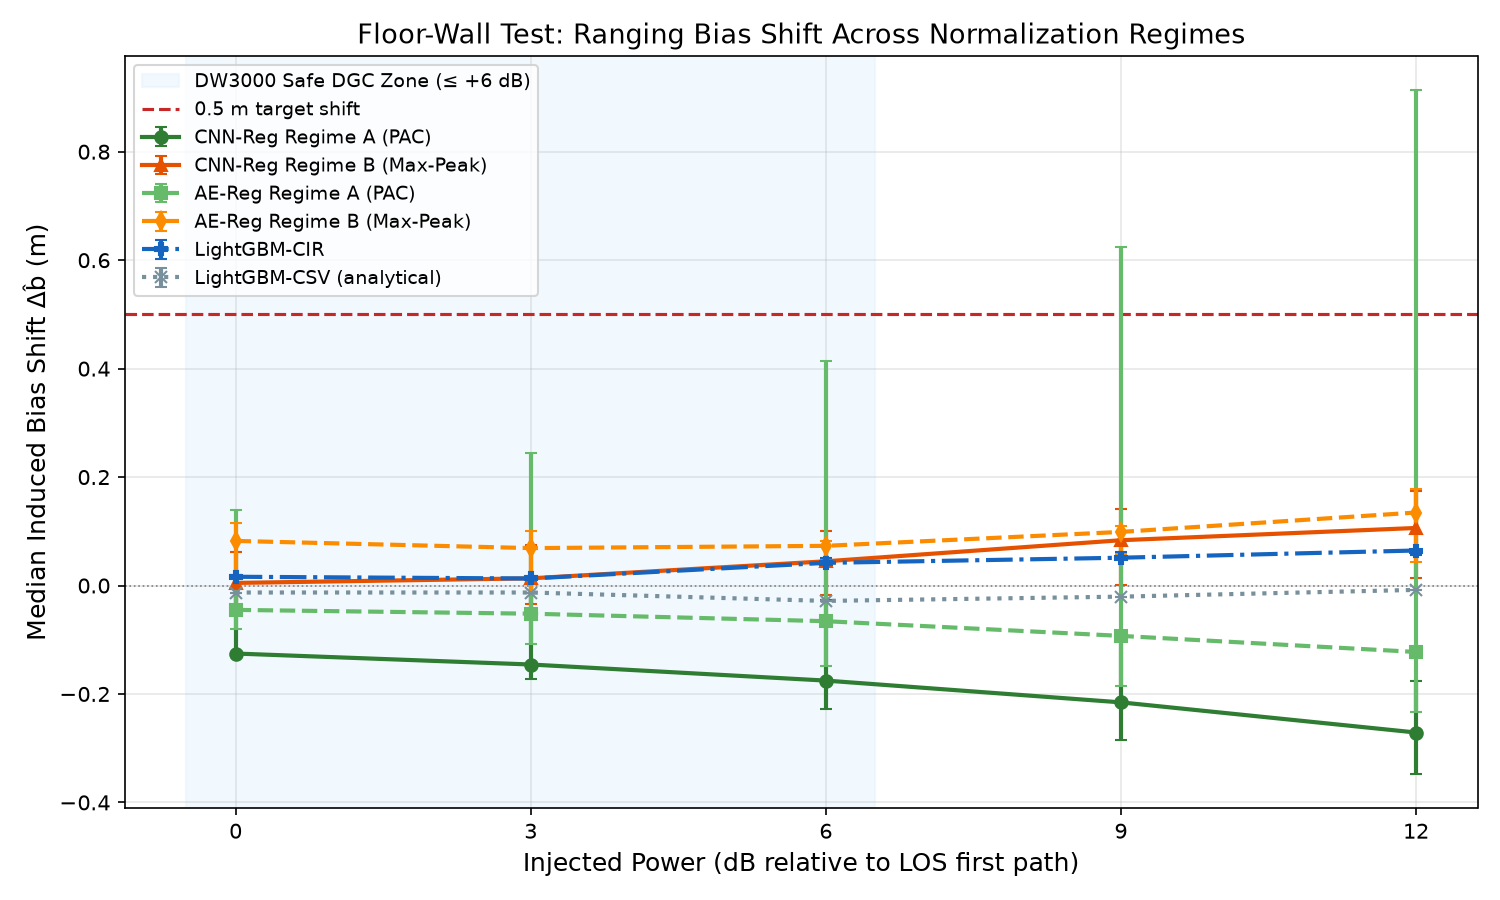 Floor-Wall Test: Ranging Bias Shift Across Normalization Regimes
DW3000 Safe DGC Zone (≤ +6 dB)
0.5 m target shift
CNN-Reg Regime A (PAC)
CNN-Reg Regime B (Max-Peak)
AE-Reg Regime A (PAC)
AE-Reg Regime B (Max-Peak)
LightGBM-CIR
LightGBM-CSV (analytical)
Median Induced Bias Shift Δb̂ (m)
0.8
0.6
0.4
0.2
0.0
−0.2
−0.4
0
3
6
9
12
Injected Power (dB relative to LOS first path)